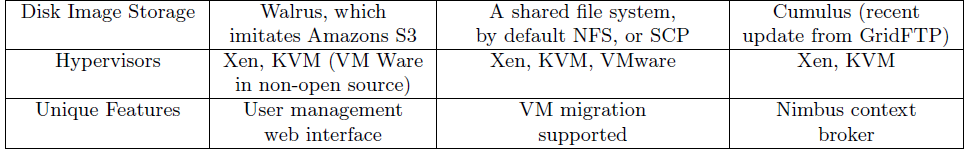 Disk Image Storage
Walrus, which
imitates Amazons S3
A shared file system,
by default NFS, or SCP
Cumulus (recent
update from GridFTP)
Hypervisors
Xen, KVM (VM Ware
in non-open source)
Xen, KVM, VMware
Xen, KVM
Unique Features
User management
web interface
VM migration
supported
Nimbus context
broker